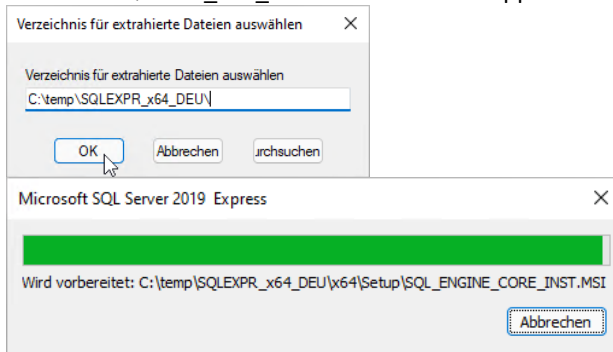 Verzeichnis für extrahierte Dateien auswählen
Verzeichnis für extrahierte Dateien auswählen
C:\temp\SQLEXPR_x64_DEU\
OK Abbrechen urchsuchen
Microsoft SQL Server 2019 Express
Wird vorbereitet: C:\temp\SQLEXPR_x64_DEU\x64\Setup\SQL_ENGINE_CORE_INST.MSI
Abbrechen